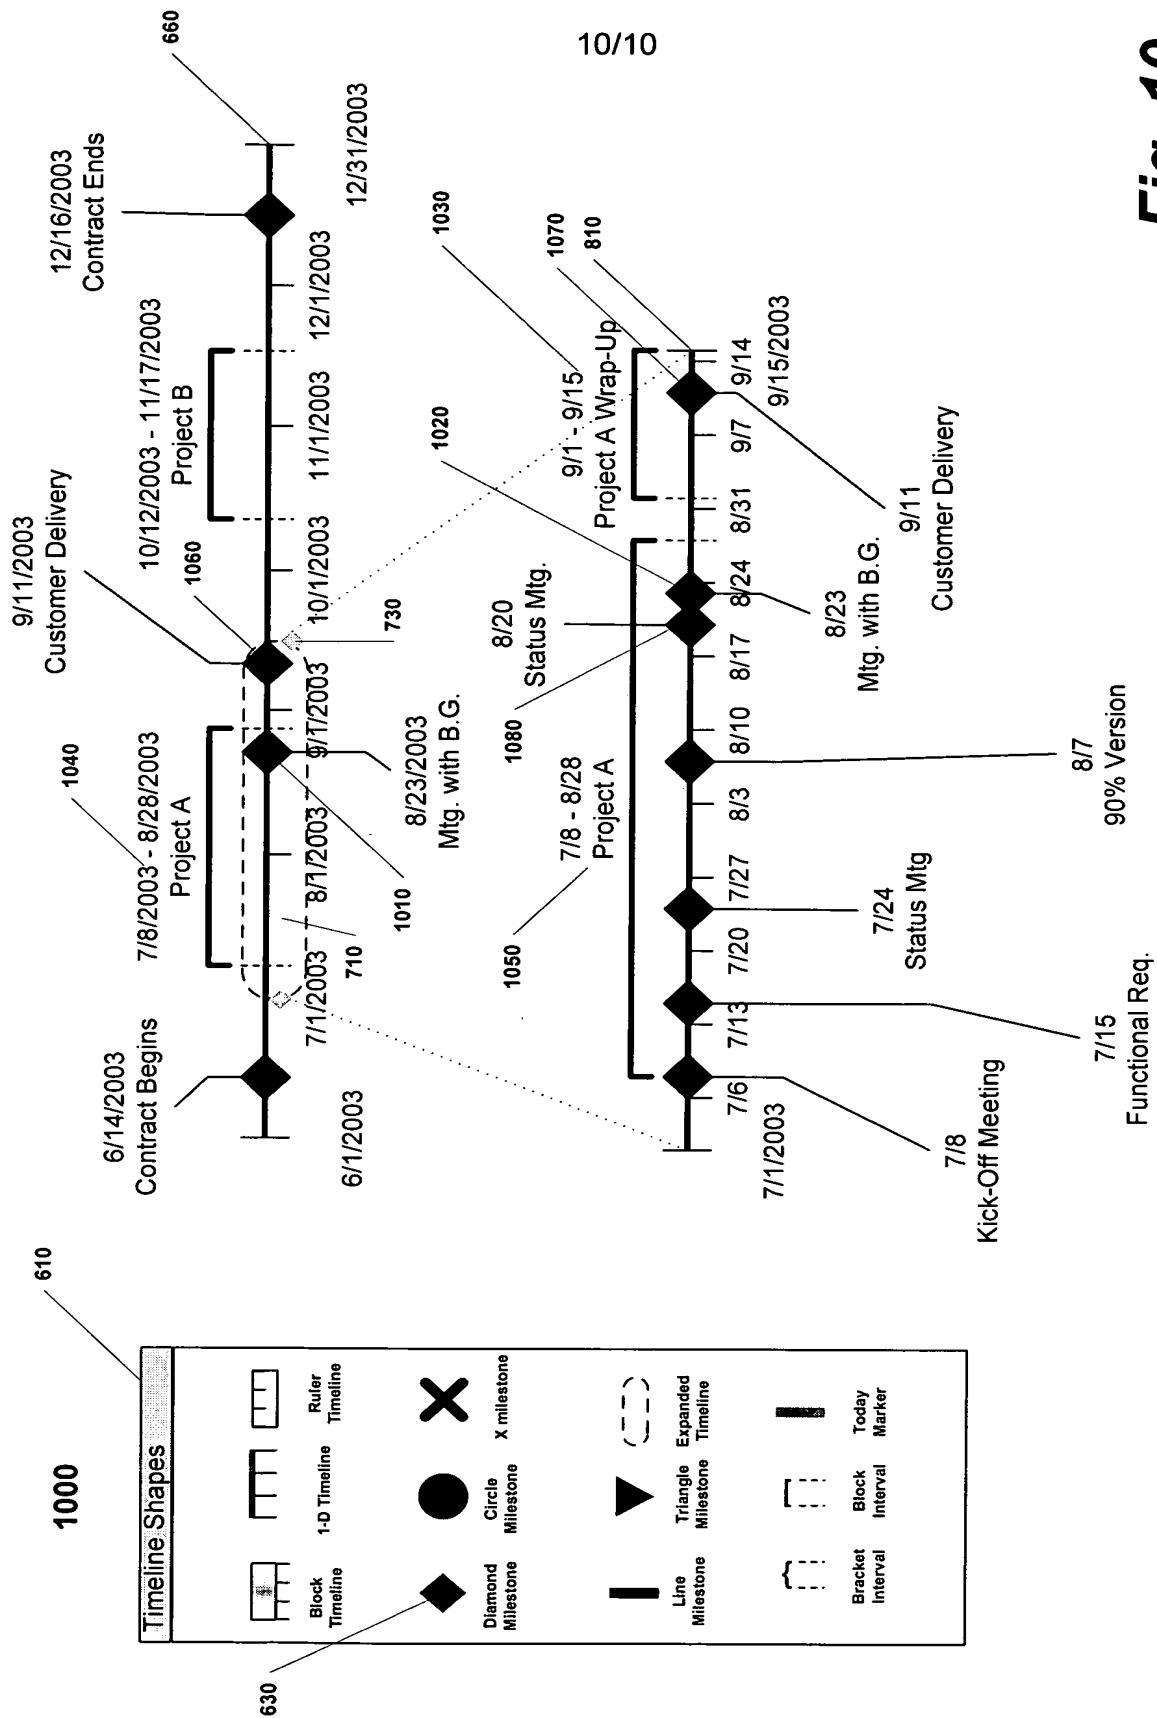 10/10
1000
610
Timeline Shapes
Block
Timeline
1-D Timeline
Ruler
Timeline
630
Diamond
Milestone
Circle
Milestone
X milestone
Line
Milestone
Triangle
Milestone
Expanded
Timeline
Bracket
Interval
Block
Interval
Today
Marker
6/14/2003
Contract Begins
1040
7/8/2003 - 8/28/2003
Project A
9/11/2003
Customer Delivery
1060
10/12/2003 - 11/17/2003
Project B
12/16/2003
Contract Ends
660
6/1/2003
7/1/2003
8/1/2003
9/1/2003
10/1/2003
11/1/2003
12/1/2003
12/31/2003
710
1010
730
8/23/2003
Mtg. with B.G.
1050
7/8 - 8/28
Project A
1080
8/20
Status Mtg.
1020
9/1 - 9/15
Project A Wrap-Up
1030
1070
810
7/1/2003
7/6
7/13
7/20
7/27
8/3
8/10
8/17
8/24
8/31
9/7
9/14
9/15/2003
7/8
Kick-Off Meeting
7/15
Functional Req.
7/24
Status Mtg
8/7
90% Version
8/23
Mtg. with B.G.
9/11
Customer Delivery
Fig. 10